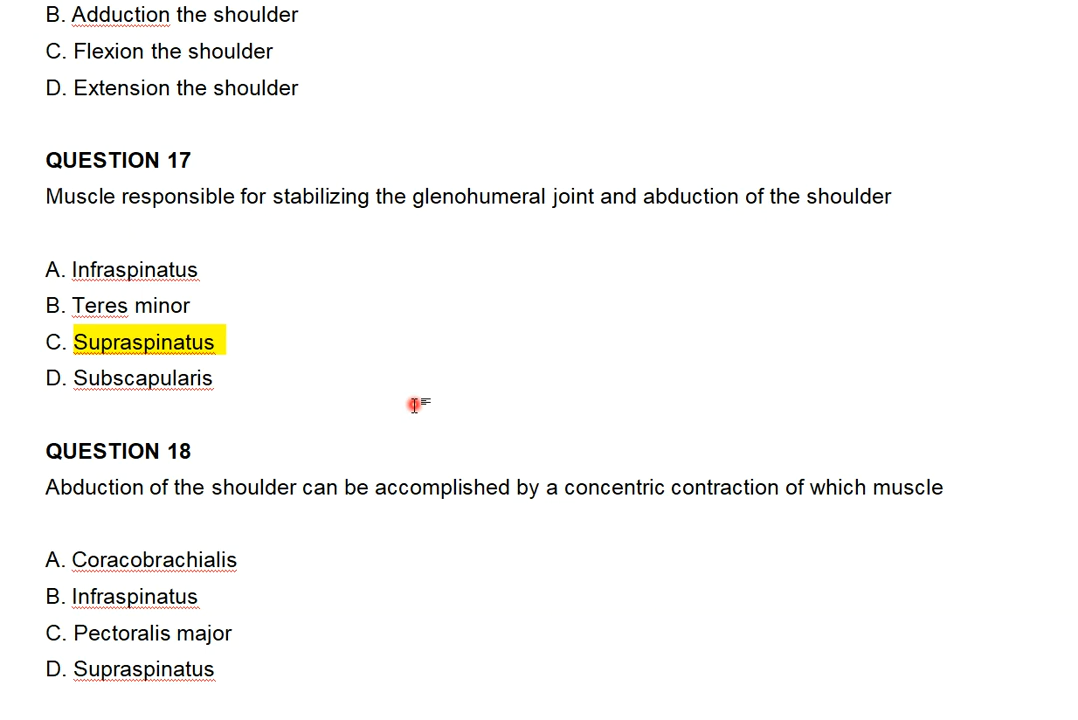 B. Adduction the shoulder
C. Flexion the shoulder
D. Extension the shoulder
QUESTION 17
Muscle responsible for stabilizing the glenohumeral joint and abduction of the shoulder
A. Infraspinatus
B. Teres minor
C. Supraspinatus
D. Subscapularis
QUESTION 18
Abduction of the shoulder can be accomplished by a concentric contraction of which muscle
A. Coracobrachialis
B. Infraspinatus
C. Pectoralis major
D. Supraspinatus